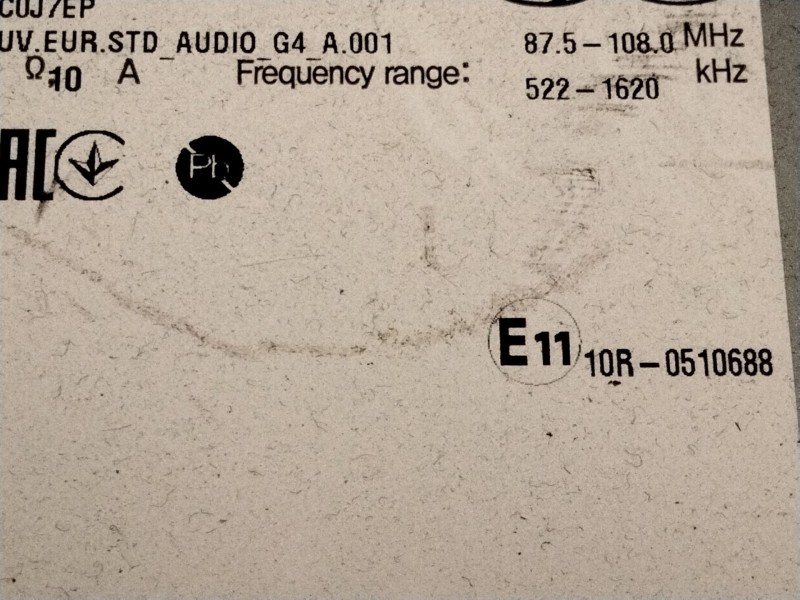 C0J7EP
UV.EUR.STD_AUDIO_G4_A.001
87.5-108.0 MHz
Ω:10 A Frequency range: 522-1620 kHz
Pb
E11 10R-0510688